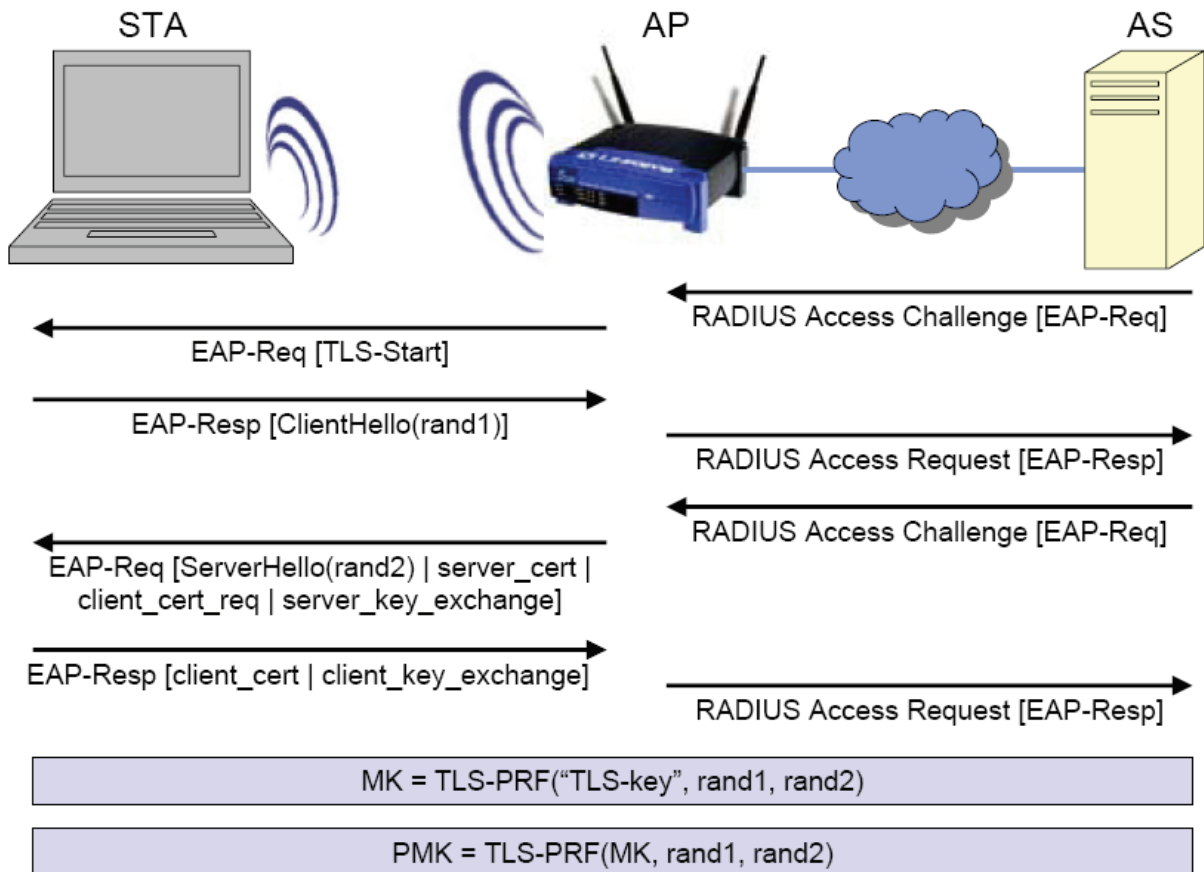 STA
AP
AS
RADIUS Access Challenge [EAP-Req]
EAP-Req [TLS-Start]
EAP-Resp [ClientHello(rand1)]
RADIUS Access Request [EAP-Resp]
RADIUS Access Challenge [EAP-Req]
EAP-Req [ServerHello(rand2) | server_cert |
client_cert_req | server_key_exchange]
EAP-Resp [client_cert | client_key_exchange]
RADIUS Access Request [EAP-Resp]
MK = TLS-PRF(“TLS-key”, rand1, rand2)
PMK = TLS-PRF(MK, rand1, rand2)